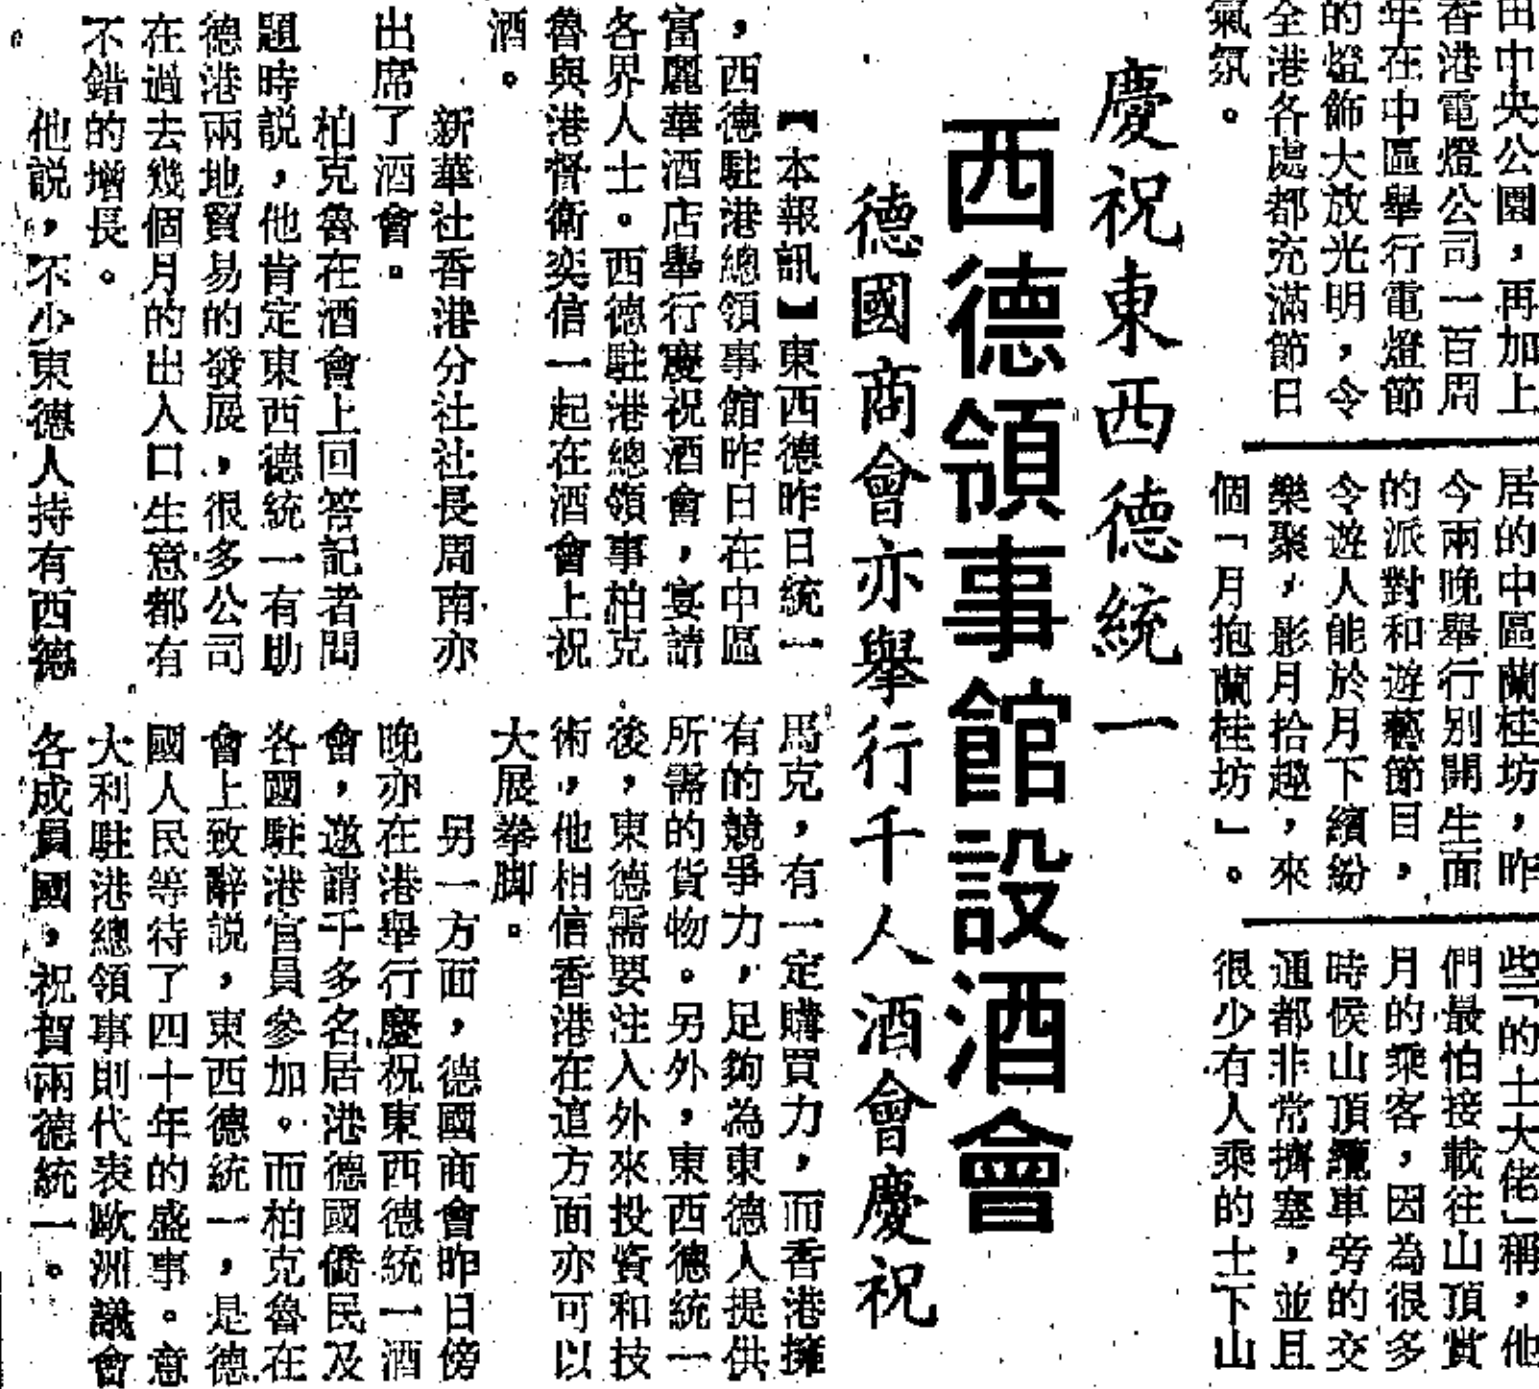 田中央公園，再加上
香港電燈公司一百周
年在中區舉行電燈節
的燈飾大放光明，令
全港各處都充滿節日
氣氛。
居的中區蘭桂坊，昨
今兩晚舉行別開生面
的派對和遊藝節目，
令遊人能於月下繽紛
樂聚，影月拾趣，來
個「月抱蘭桂坊」。
些「的士大佬」稱，他
們最怕接載往山頂賞
月的乘客，因為很多
時候山頂纜車旁的交
通都非常擠塞，並且
很少有人乘的士下山
慶祝東西德統一
西德領事館設酒會
德國商會亦舉行千人酒會慶祝
【本報訊】東西德昨日統一
，西德駐港總領事館昨日在中區
富麗華酒店舉行慶祝酒會，宴請
各界人士。西德駐港總領事柏克
魯與港督衛奕信一起在酒會上祝
酒。
新華社香港分社社長周南亦
出席了酒會。
柏克魯在酒會上回答記者問
題時説，他肯定東西德統一有助
德港兩地貿易的發展，很多公司
在過去幾個月的出入口生意都有
不錯的增長。
他説，不少東德人持有西德
馬克，有一定購買力，而香港擁
有的競爭力，足夠為東德人提供
所需的貨物。另外，東西德統一
後，東德需要注入外來投資和技
術，他相信香港在這方面亦可以
大展拳脚。
另一方面，德國商會昨日傍
晚亦在港舉行慶祝東西德統一酒
會，邀請千多名居港德國僑民及
各國駐港官員參加。而柏克魯在
會上致辭説，東西德統一，是德
國人民等待了四十年的盛事。意
大利駐港總領事則代表歐洲議會
各成員國，祝賀兩德統一。